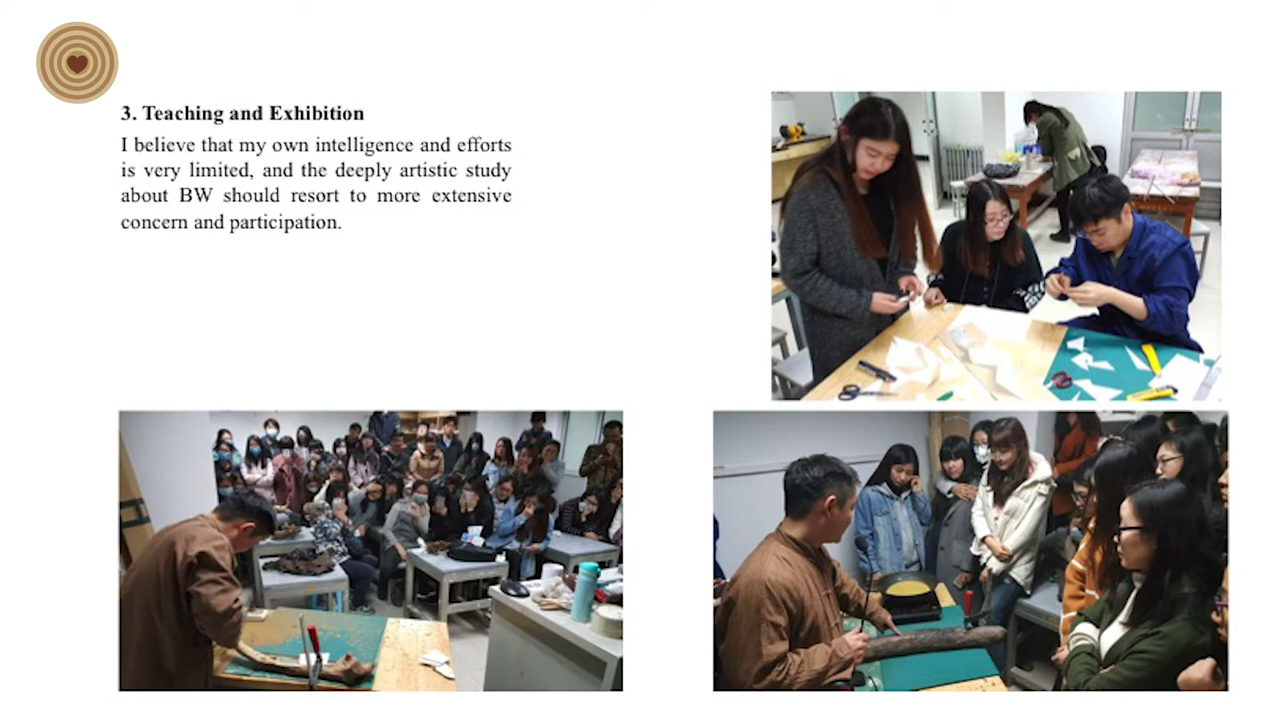 3. Teaching and Exhibition
I believe that my own intelligence and efforts
is very limited, and the deeply artistic study
about BW should resort to more extensive
concern and participation.